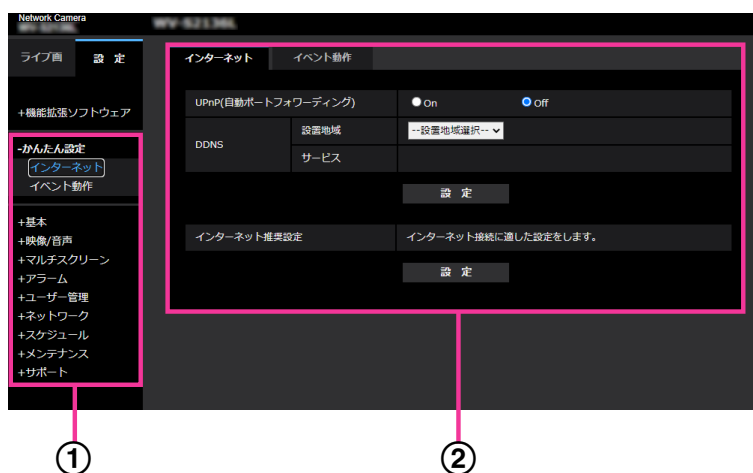 Network Camera
ライブ画
設 定
+機能拡張ソフトウェア
-かんたん設定
インターネット
イベント動作
+基本
+映像/音声
+マルチスクリーン
+アラーム
+ユーザー管理
+ネットワーク
+スケジュール
+メンテナンス
+サポート
インターネット イベント動作
UPnP(自動ポートフォワーディング) On Off
DDNS
設置地域 --設置地域選択--
サービス
設 定
インターネット推奨設定 インターネット接続に適した設定をします。
設 定
① ②